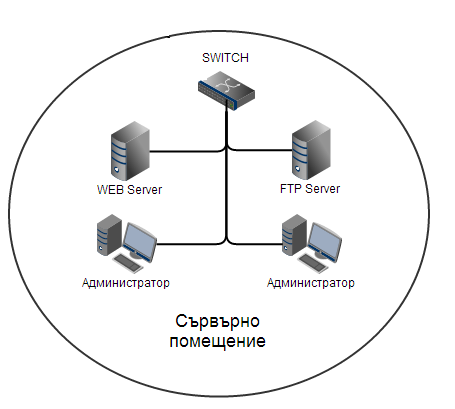 SWITCH
WEB Server
FTP Server
Администратор
Администратор
Сървърно
помещение